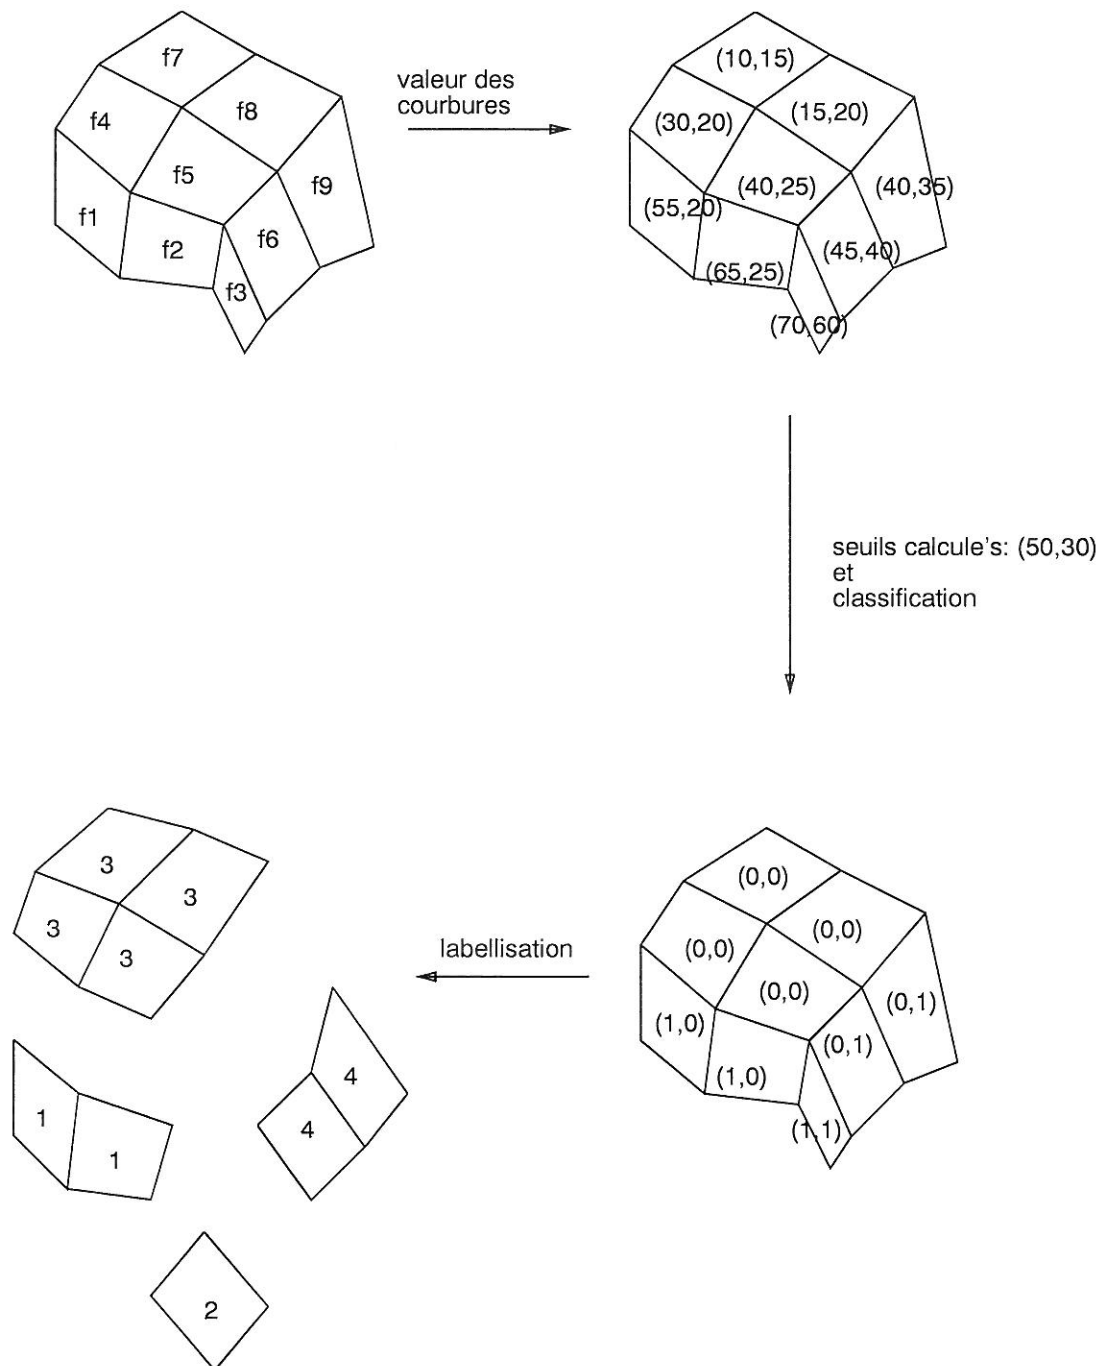 f7
f8
f4
f5
f9
f1
f2
f6
f3
valeur des
courbures
(10,15)
(15,20)
(30,20)
(40,25)
(40,35)
(55,20)
(45,40)
(65,25)
(70,60)
seuils calcule's: (50,30)
et
classification
(0,0)
(0,0)
(0,0)
(0,0)
(0,1)
(1,0)
(0,1)
(1,0)
(1,1)
labellisation
3
3
3
3
4
4
1
1
2